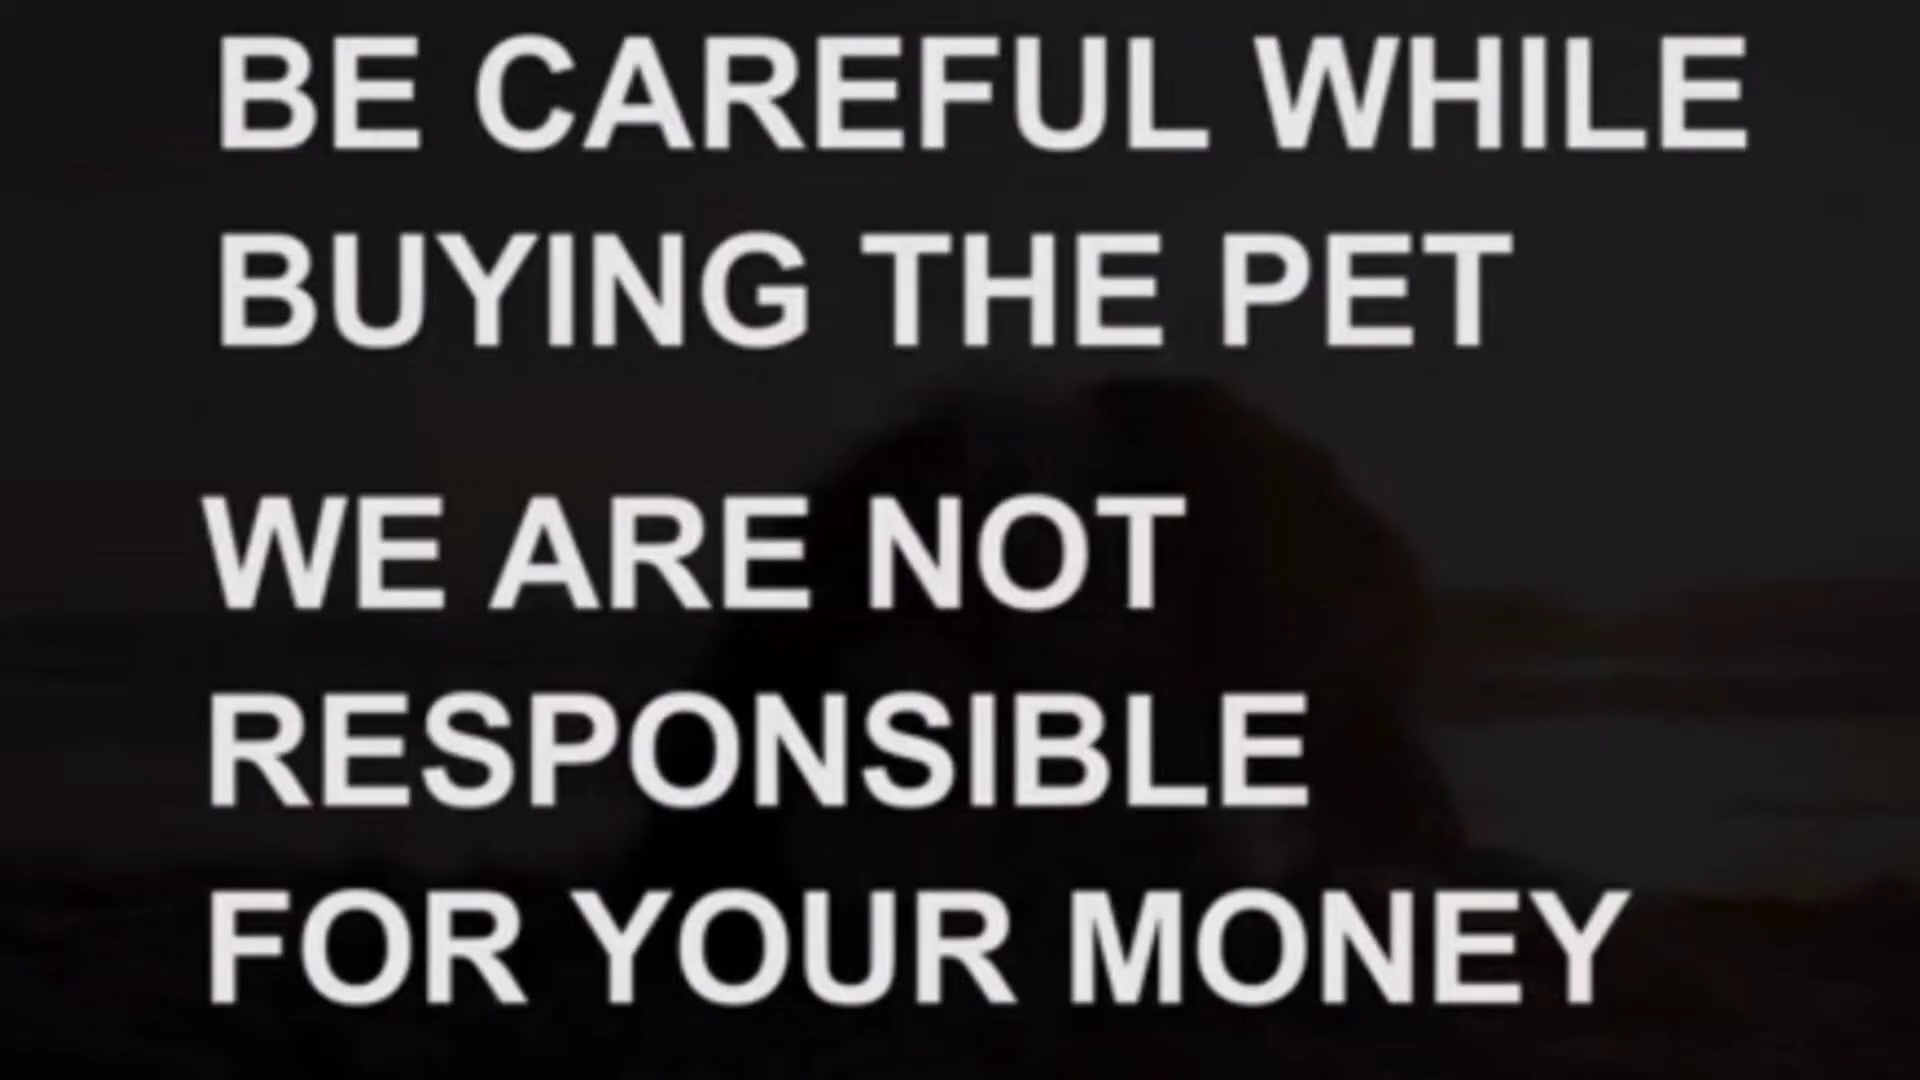 BE CAREFUL WHILE
BUYING THE PET
WE ARE NOT
RESPONSIBLE
FOR YOUR MONEY